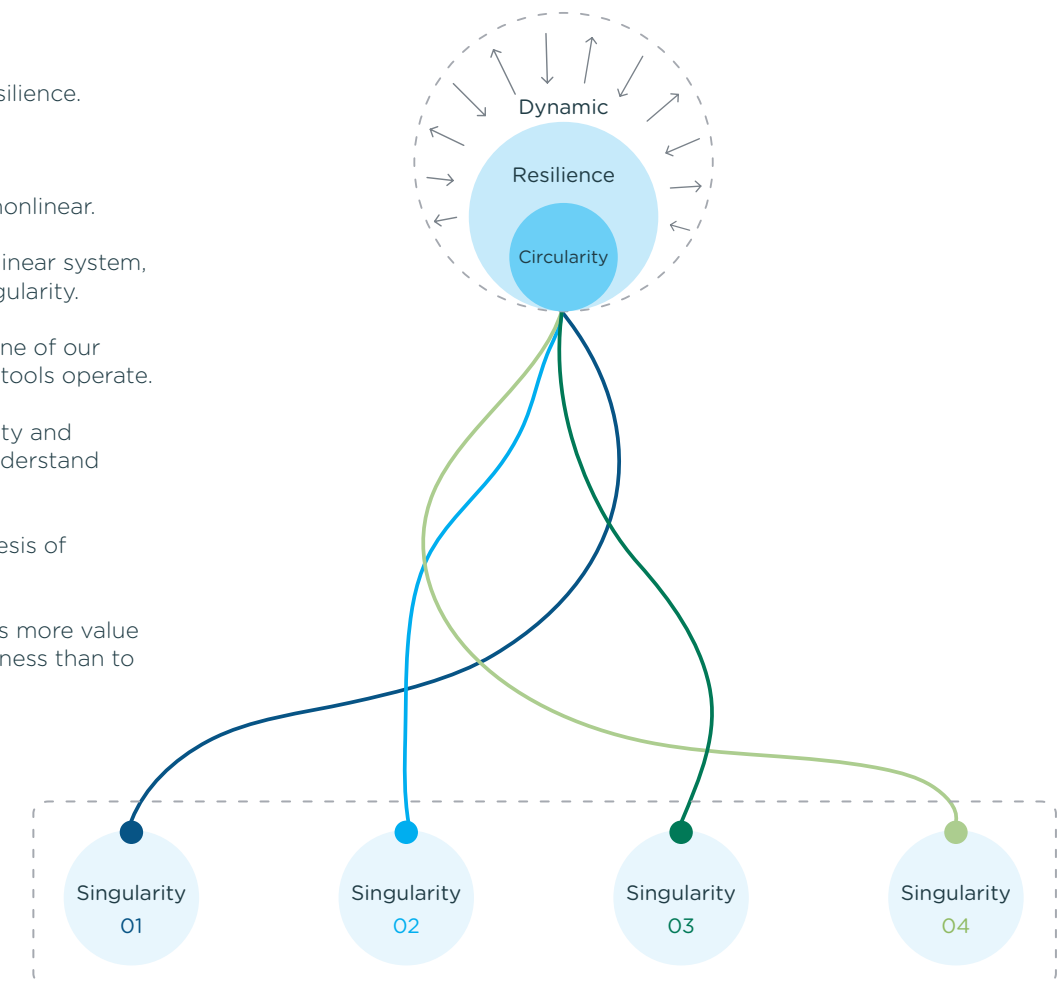 silience.
nonlinear.
linear system,
gularity.
ne of our
tools operate.
ty and
derstand
esis of
s more value
ness than to
Dynamic
Resilience
Circularity
Singularity
01
Singularity
02
Singularity
03
Singularity
04